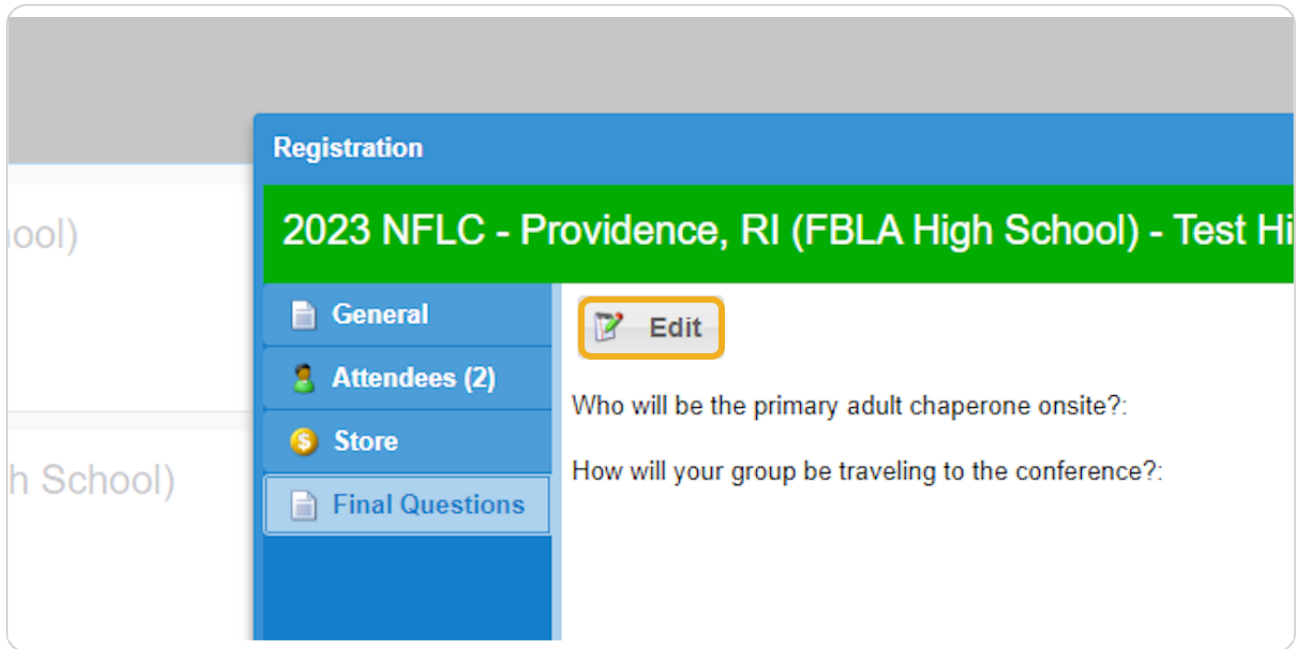 Registration
ool)
2023 NFLC - Providence, RI (FBLA High School) - Test Hi
General
Edit
Attendees (2)
Who will be the primary adult chaperone onsite?:
Store
How will your group be traveling to the conference?:
h School)
Final Questions